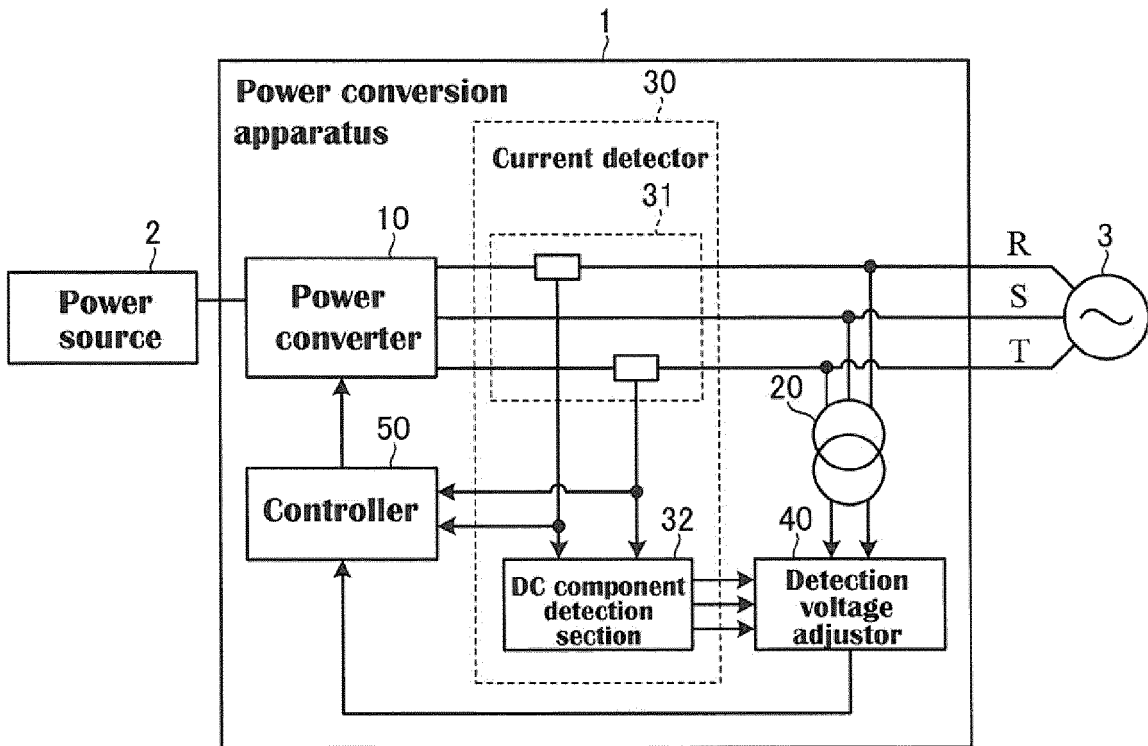 1
Power conversion
apparatus
30
Current detector
31
2
Power
source
10
Power
converter
R
S
T
3
20
50
Controller
32
DC component
detection
section
40
Detection
voltage
adjustor